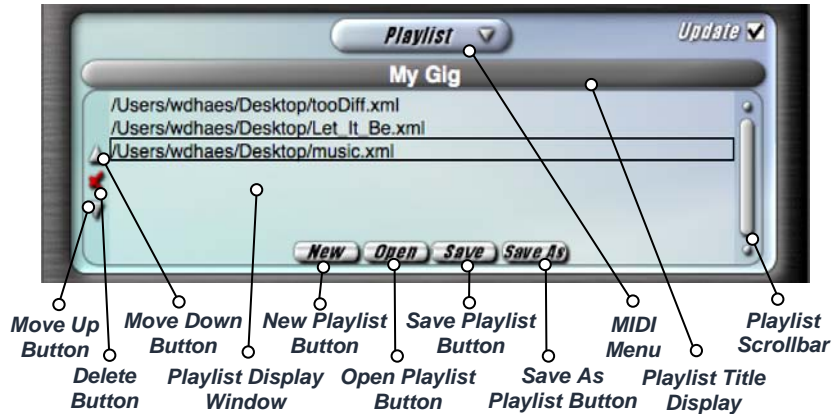 Playlist
Update
My Gig
/Users/wdhaes/Desktop/tooDiff.xml
/Users/wdhaes/Desktop/Let_It_Be.xml
/Users/wdhaes/Desktop/music.xml
New
Open
Save
Save As
Move Up
Button
Move Down
Button
New Playlist
Button
Save Playlist
Button
MIDI
Menu
Playlist
Scrollbar
Delete
Button
Playlist Display
Window
Open Playlist
Button
Save As
Playlist Button
Playlist Title
Display